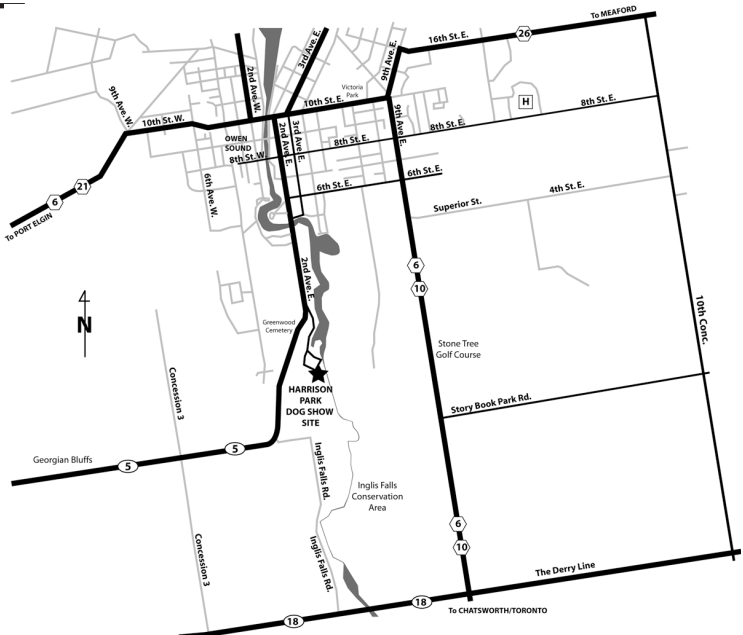 To MEAFORD
26
16th St. E.
3rd Ave. E.
9th Ave. E.
2nd Ave. W.
Victoria
Park
9th Ave. W.
10th St. E.
H
8th St. E.
10th St. W.
9th Ave. E.
8th St. E.
OWEN
SOUND
2nd Ave. E.
3rd Ave. E.
8th St. E.
8th St. W
6th St. E.
6th St. E.
4th St. E.
6th Ave. W.
21
6
Superior St.
To PORT ELGIN
6
10
2nd Ave. E.
N
Greenwood
Cemetery
10th Conc.
Stone Tree
Golf Course
Concession 3
HARRISON
PARK
DOG SHOW
SITE
Story Book Park Rd.
5
5
Georgian Bluffs
Inglis Falls Rd.
Inglis Falls
Conservation
Area
6
10
Concession 3
Inglis Falls Rd.
The Derry Line
18
18
To CHATSWORTH/TORONTO